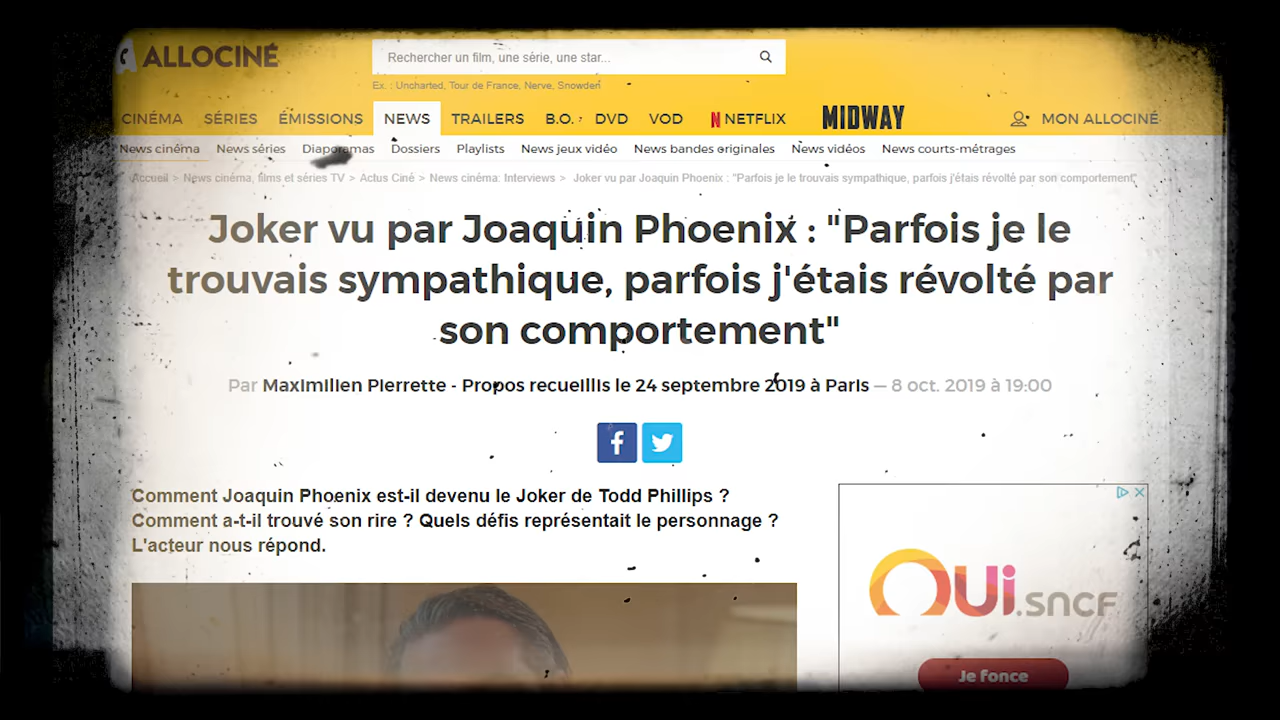 ALLOCINÉ
Rechercher un film, une série, une star...
Ex. : Uncharted, Tour de France, Nerve, Snowden
CINÉMA SÉRIES ÉMISSIONS NEWS TRAILERS B.O. DVD VOD NETFLIX MIDWAY MON ALLOCINÉ
News cinéma News séries Diaporamas Dossiers Playlists News jeux vidéo News bandes originales News vidéos News courts-métrages
Accueil > News cinéma, films et séries TV > Actus Ciné > News cinéma: Interviews > Joker vu par Joaquin Phoenix : "Parfois je le trouvais sympathique, parfois j'étais révolté par son comportement"
Joker vu par Joaquin Phoenix : "Parfois je le
trouvais sympathique, parfois j'étais révolté par
son comportement"
Par Maximilien Pierrette - Propos recueillis le 24 septembre 2019 à Paris — 8 oct. 2019 à 19:00
Comment Joaquin Phoenix est-il devenu le Joker de Todd Phillips ?
Comment a-t-il trouvé son rire ? Quels défis représentait le personnage ?
L'acteur nous répond.
OUi.sncf
Je fonce